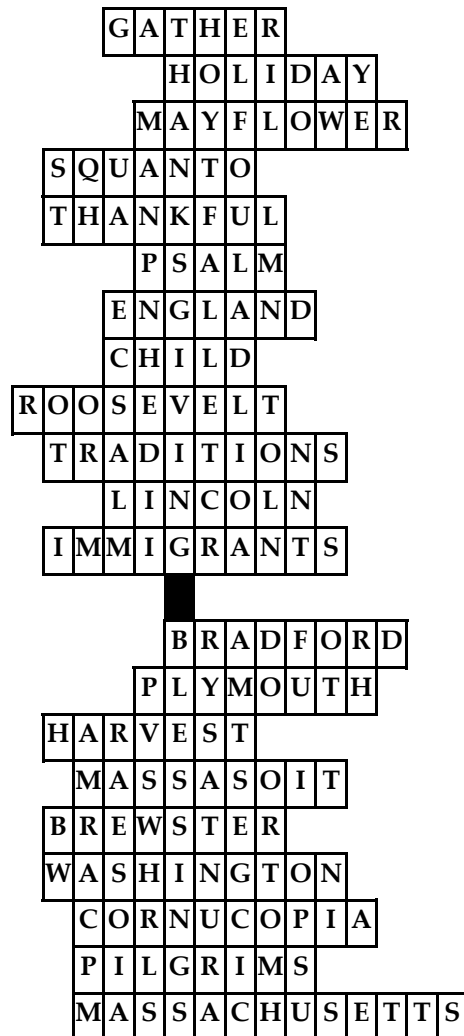 GATHER
HOLIDAY
MAYFLOWER
SQUANTO
THANKFUL
PSALM
ENGLAND
CHILD
ROOSEVELT
TRADITIONS
LINCOLN
IMMIGRANTS
BRADFORD
PLYMOUTH
HARVEST
MASSASOIT
BREWSTER
WASHINGTON
CORNUCOPIA
PILGRIMS
MASSACHUSETTS